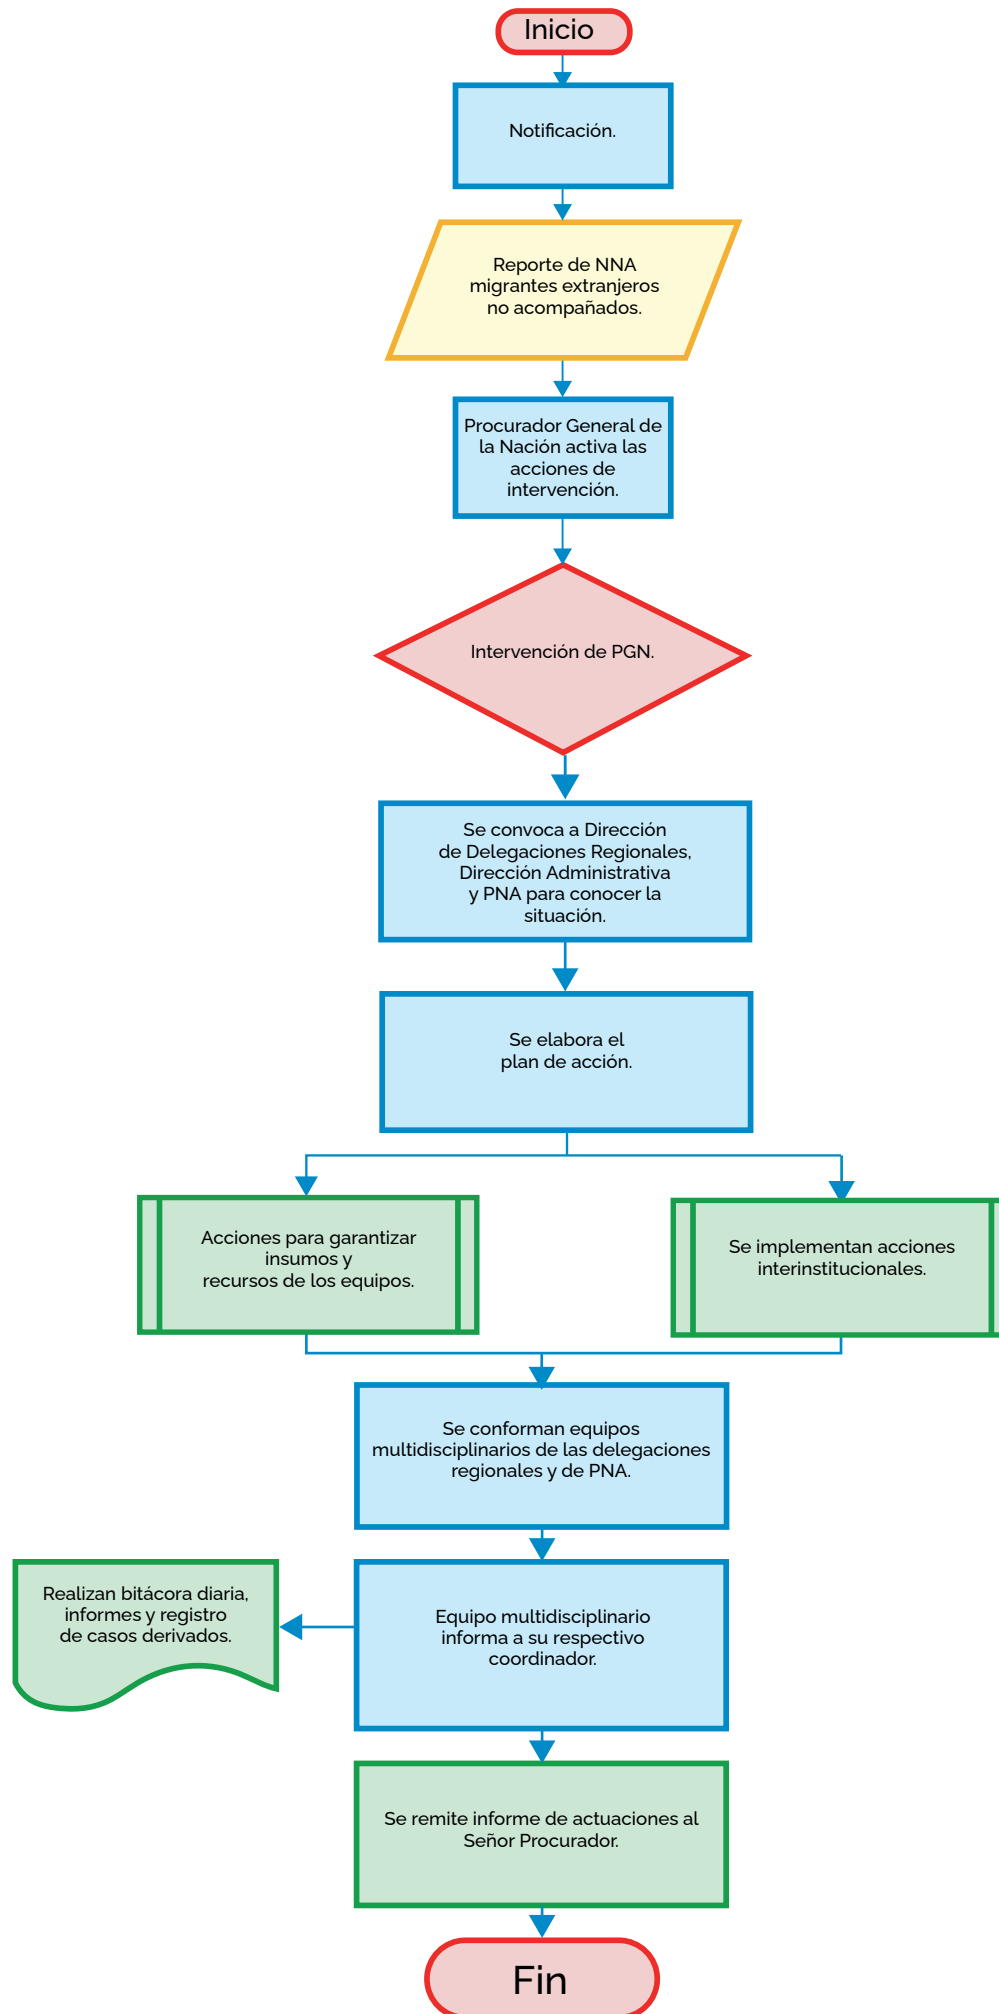 Inicio
Notificación.
Reporte de NNA
migrantes extranjeros
no acompañados.
Procurador General de
la Nación activa las
acciones de
intervención.
Intervención de PGN.
Se convoca a Dirección
de Delegaciones Regionales,
Dirección Administrativa
y PNA para conocer la
situación.
Se elabora el
plan de acción.
Acciones para garantizar
insumos y
recursos de los equipos.
Se implementan acciones
interinstitucionales.
Se conforman equipos
multidisciplinarios de las delegaciones
regionales y de PNA.
Realizan bitácora diaria,
informes y registro
de casos derivados.
Equipo multidisciplinario
informa a su respectivo
coordinador.
Se remite informe de actuaciones al
Señor Procurador.
Fin